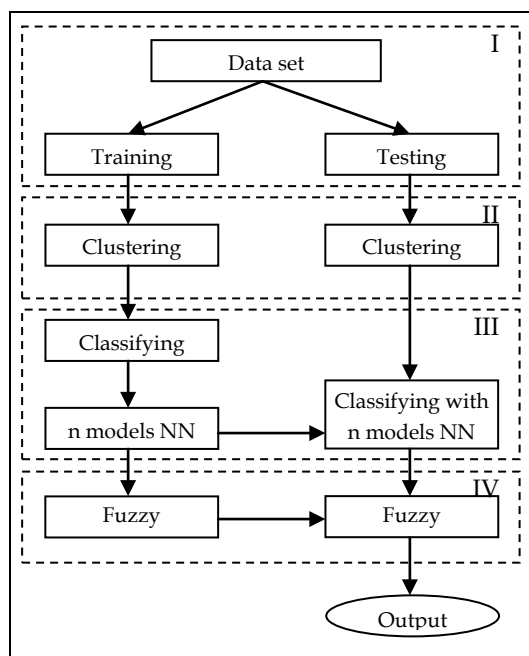 I
Data set
Training
Testing
II
Clustering
Clustering
III
Classifying
Classifying with
n models NN
n models NN
IV
Fuzzy
Fuzzy
Output